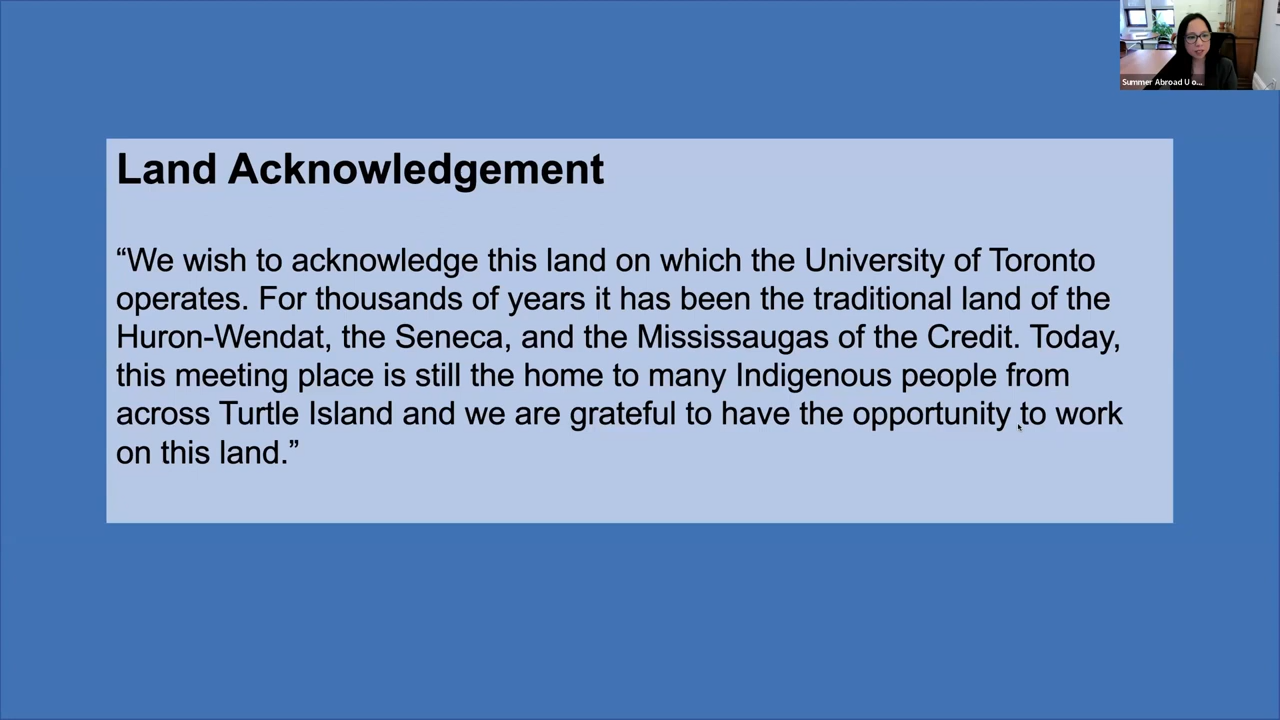 Summer Abroad U o...
Land Acknowledgement
“We wish to acknowledge this land on which the University of Toronto
operates. For thousands of years it has been the traditional land of the
Huron-Wendat, the Seneca, and the Mississaugas of the Credit. Today,
this meeting place is still the home to many Indigenous people from
across Turtle Island and we are grateful to have the opportunity to work
on this land.”